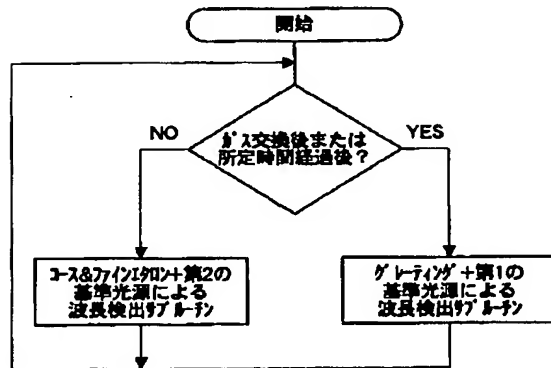 開始
ｶﾞｽ交換後または
所定時間経過後？
NO
YES
ｺｰｽ&ﾌｧｲﾝｴﾀﾛﾝ+第2の
基準光源による
波長検出ｻﾌﾞﾙｰﾁﾝ
ｸﾞﾚｰﾃｨﾝｸﾞ+第1の
基準光源による
波長検出ｻﾌﾞﾙｰﾁﾝ